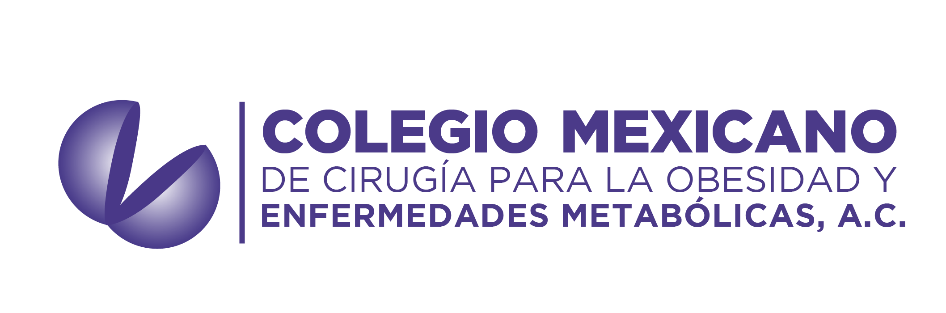 COLEGIO MEXICANO
DE CIRUGÍA PARA LA OBESIDAD Y
ENFERMEDADES METABÓLICAS, A.C.